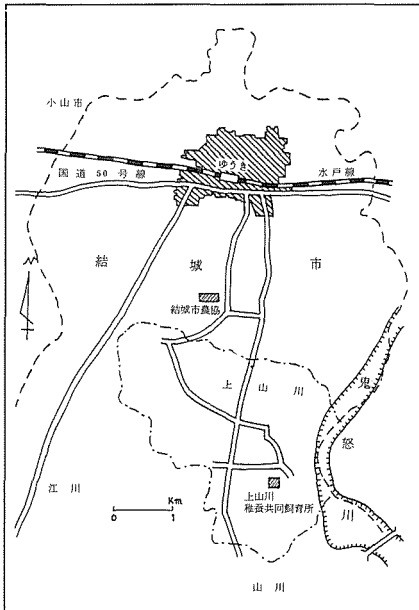 小山市
ゆうき
国道50号線
水戸線
結城市
結城市農協
上山川
鬼怒川
江川
Km
0 1
上山川
稚蚕共同飼育所
山川